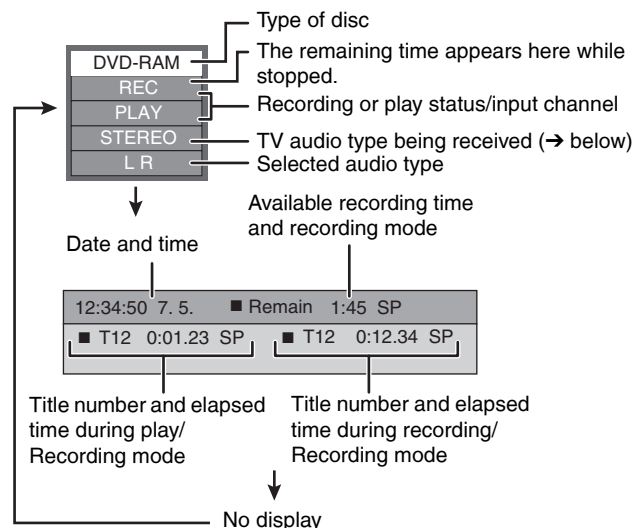 Type of disc
DVD-RAM
The remaining time appears here while
stopped.
REC
PLAY
Recording or play status/input channel
STEREO
TV audio type being received (➔ below)
L R
Selected audio type
Available recording time
and recording mode
Date and time
12:34:50 7. 5. ■ Remain 1:45 SP
■ T12 0:01.23 SP ■ T12 0:12.34 SP
Title number and elapsed
time during play/
Recording mode
Title number and elapsed
time during recording/
Recording mode
No display